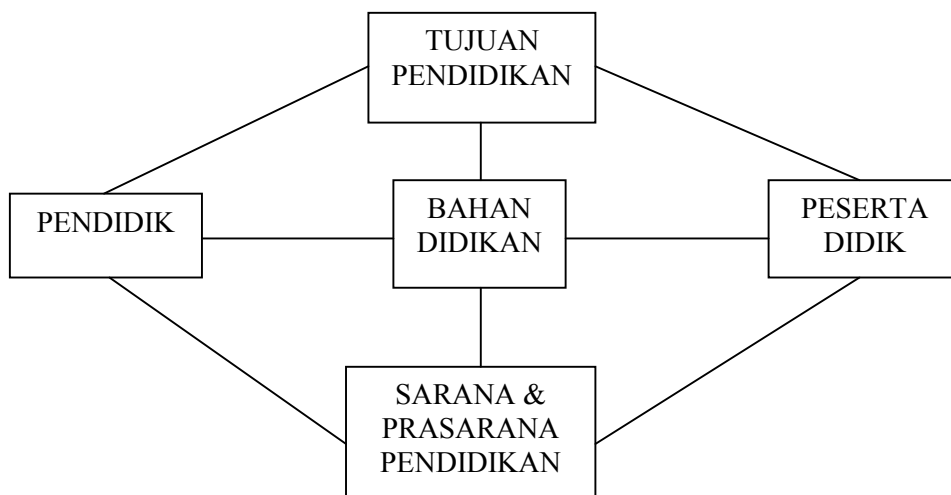 TUJUAN
PENDIDIKAN
PENDIDIK
BAHAN
DIDIKAN
PESERTA
DIDIK
SARANA &
PRASARANA
PENDIDIKAN